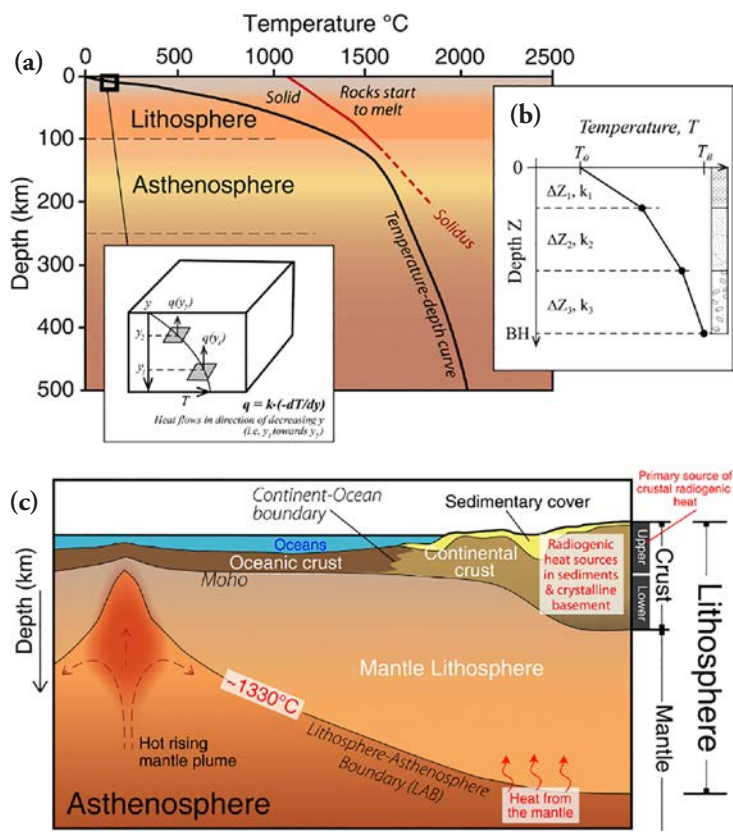 Temperature °C
(a)
0 500 1000 1500 2000 2500
0
100
200
300
400
500
Depth (km)
Solid
Rocks start
to melt
Lithosphere
Asthenosphere
Solidus
Temperature-depth curve
y
q(y₂)
q(y₁)
y₂
y₁
T
q = k·(-dT/dy)
Heat flows in direction of decreasing y
(i.e. y₁ towards y₂)
(b)
Temperature, T
T₀
T_B
0
Depth Z
ΔZ₁, k₁
ΔZ₂, k₂
ΔZ₃, k₃
BH
(c)
Continent-Ocean
boundary
Sedimentary cover
Primary source of
crustal radiogenic
heat
Oceans
Oceanic crust
Continental
crust
Radiogenic
heat sources
in sediments
& crystalline
basement
Upper
Lower
Crust
Moho
Depth (km)
Mantle Lithosphere
Lithosphere
Mantle
~1330°C
Hot rising
mantle plume
Lithosphere-Asthenosphere
Boundary (LAB)
Heat from
the mantle
Asthenosphere